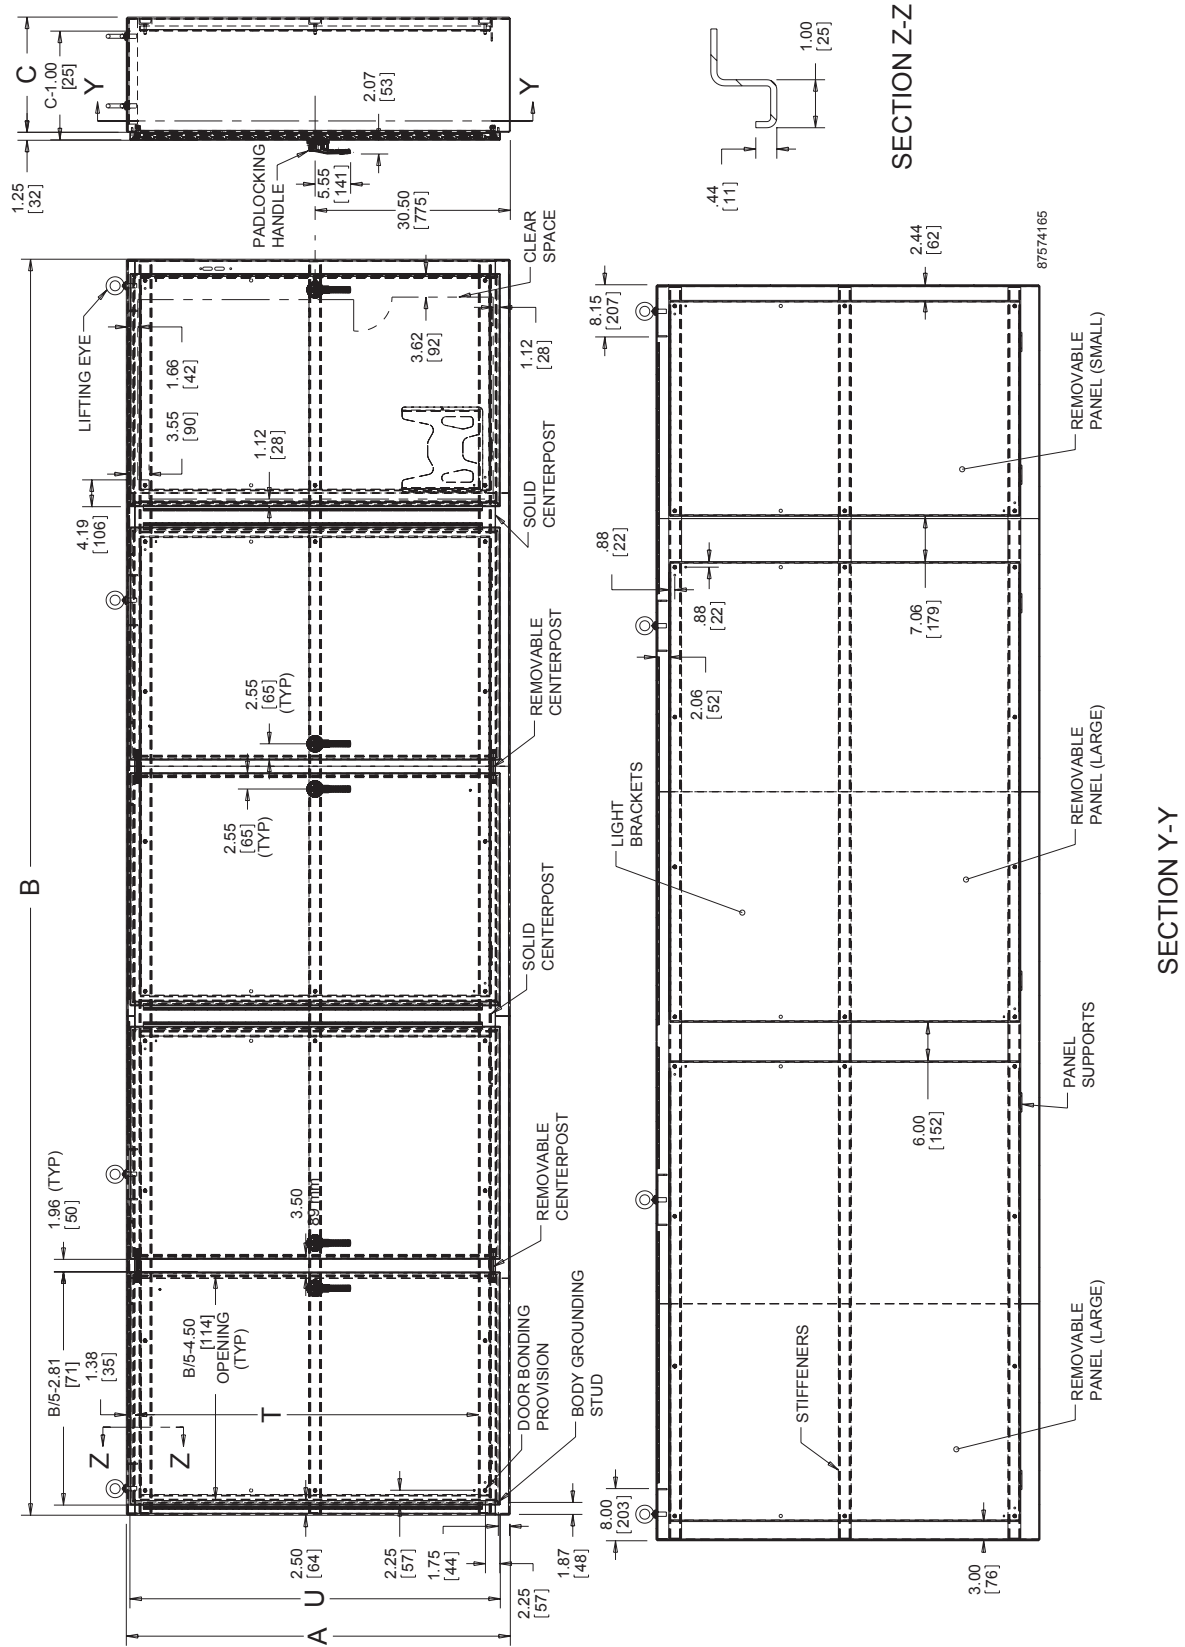 1.25
[32]
C
C-1.00
[25]
Y
Y
2.07
[53]
PADLOCKING
HANDLE
5.55
[141]
30.50
[775]
1.00
[25]
.44
[11]
SECTION Z-Z
B
LIFTING EYE
4.19
[106]
3.55
[90]
1.66
[42]
1.12
[28]
3.62
[92]
1.12
[28]
CLEAR
SPACE
SOLID
CENTERPOST
2.55
[65]
(TYP)
2.55
[65]
(TYP)
REMOVABLE
CENTERPOST
SOLID
CENTERPOST
1.96 (TYP)
[50]
3.50
89 mm
REMOVABLE
CENTERPOST
B/5-2.81
[71]
1.38
[35]
B/5-4.50
[114]
OPENING
(TYP)
Z
Z
T
DOOR BONDING
PROVISION
BODY GROUNDING
STUD
2.50
[64]
2.25
[57]
1.75
[44]
2.25
[57]
1.87
[48]
U
A
8.15
[207]
2.44
[62]
87574165
.88
[22]
.88
[22]
7.06
[179]
2.06
[52]
REMOVABLE
PANEL (SMALL)
LIGHT
BRACKETS
REMOVABLE
PANEL (LARGE)
6.00
[152]
PANEL
SUPPORTS
STIFFENERS
REMOVABLE
PANEL (LARGE)
8.00
[203]
3.00
[76]
SECTION Y-Y